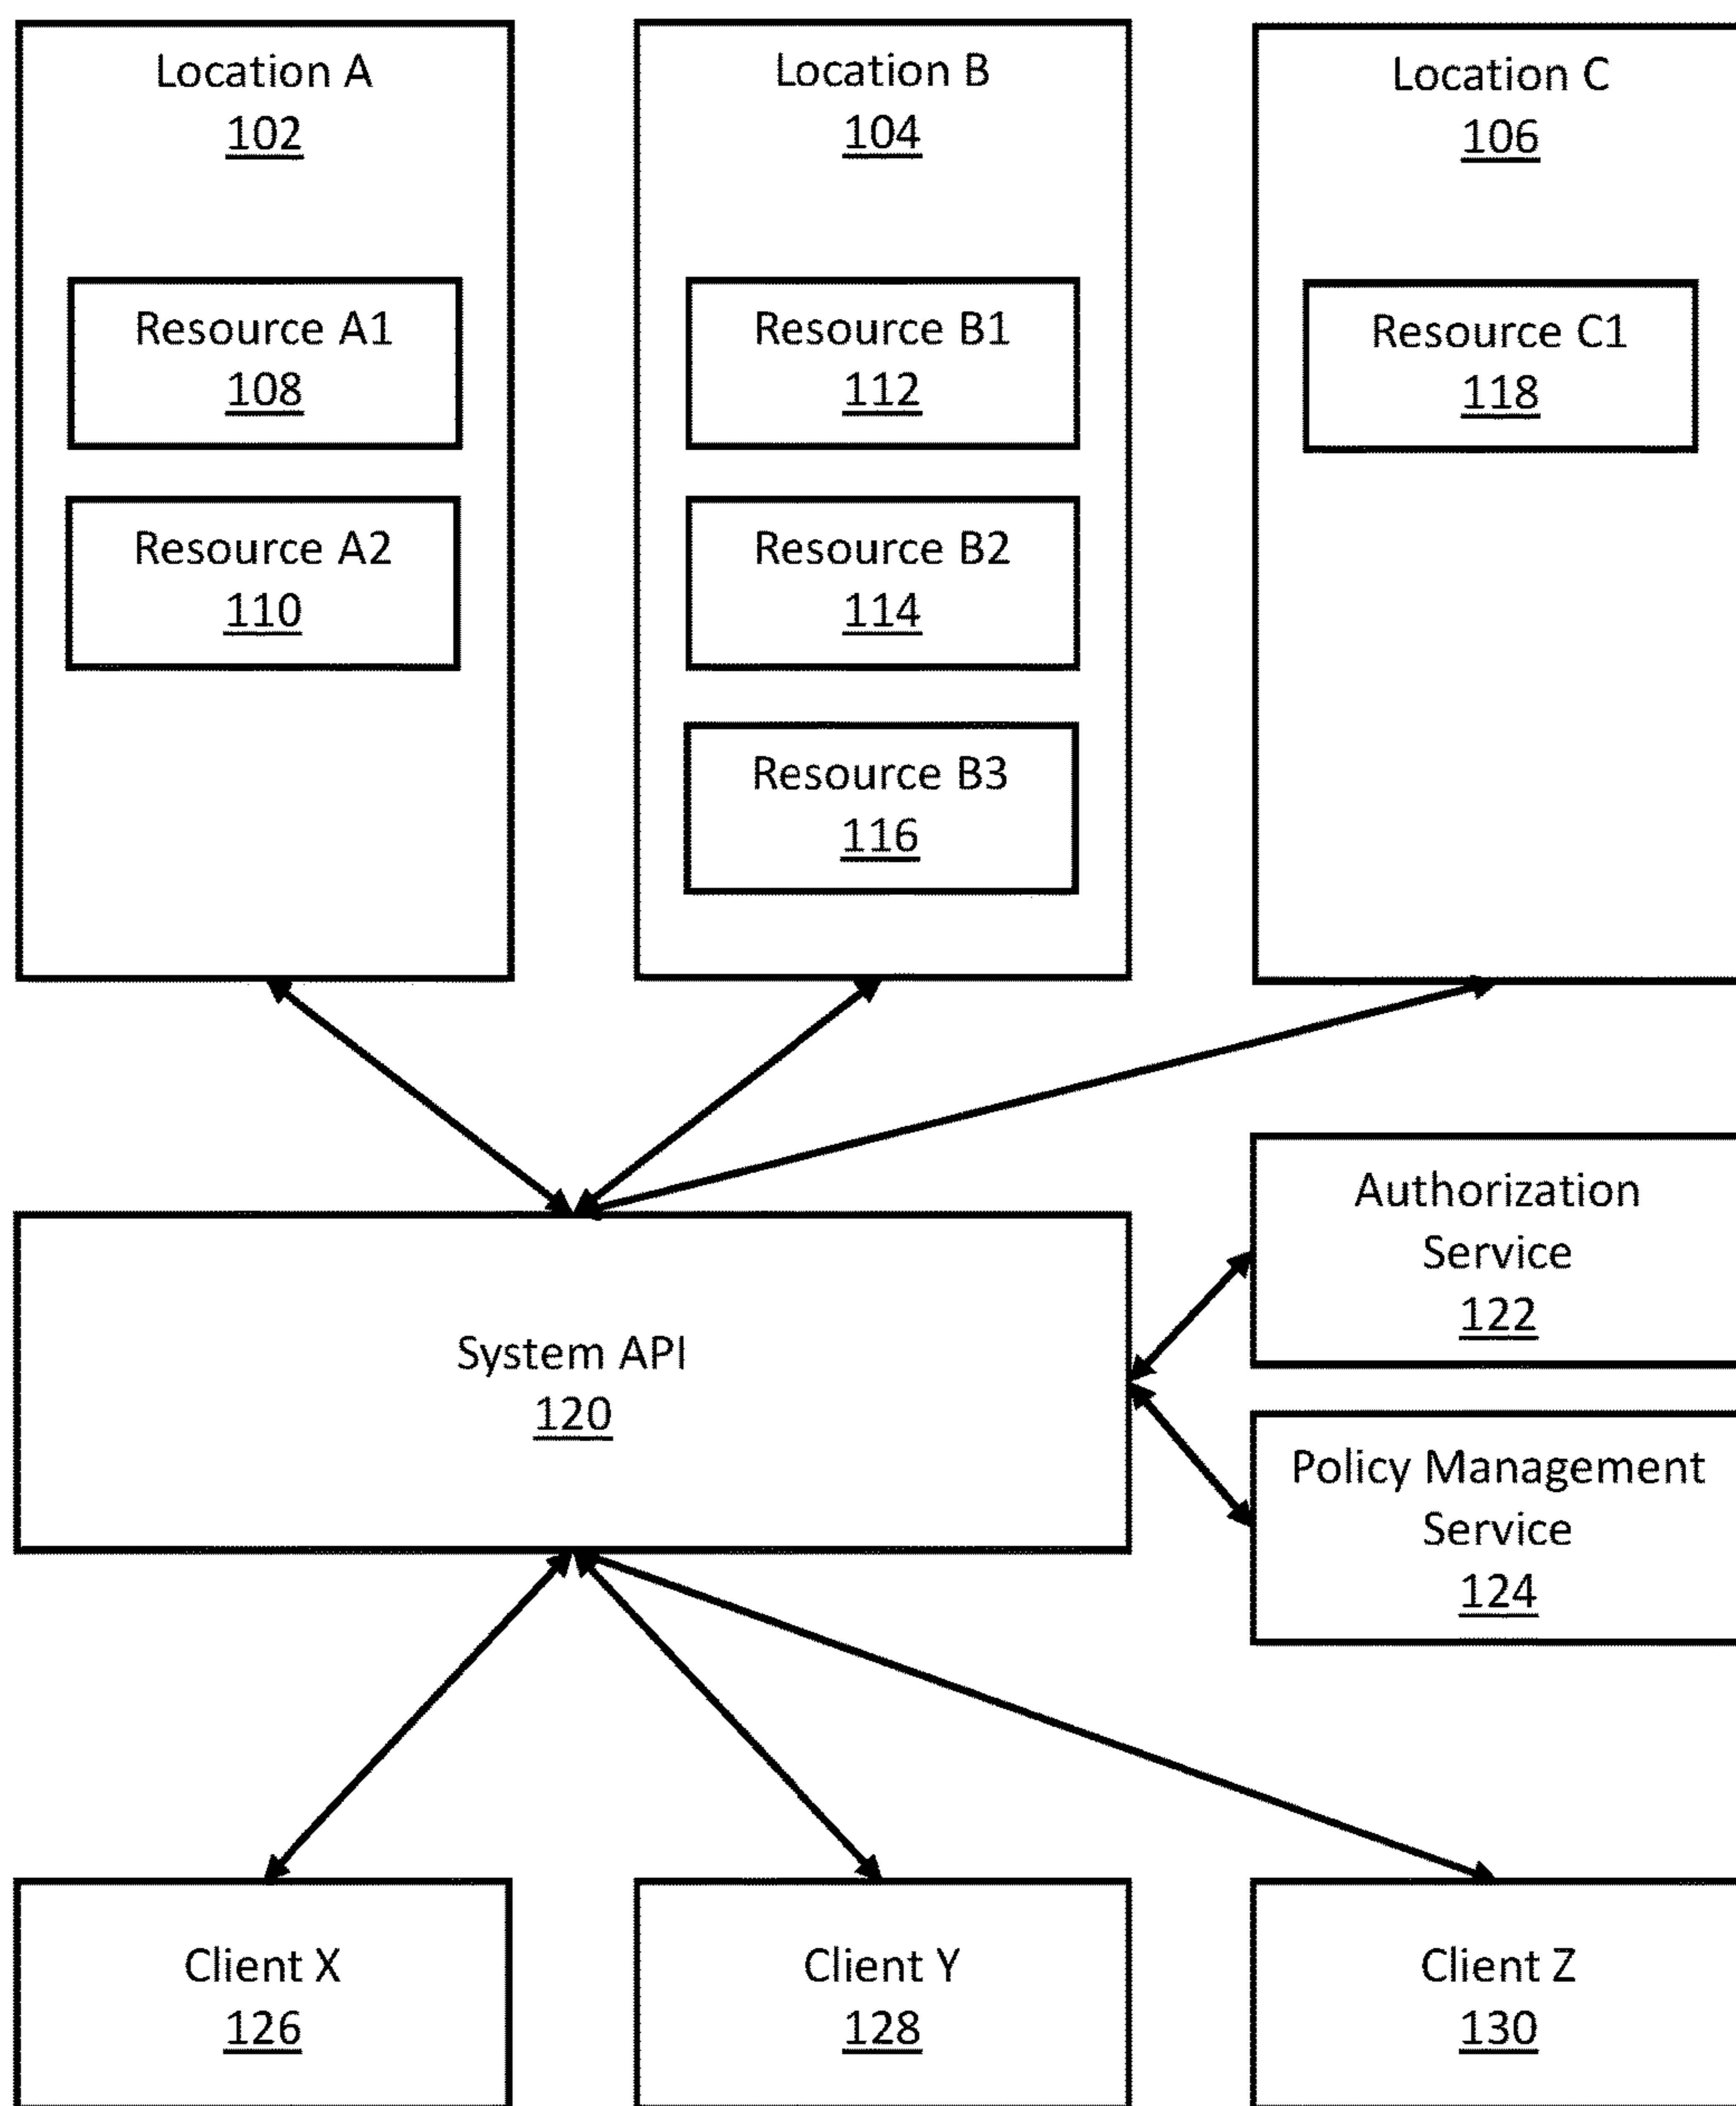 Location A
102
Resource A1
108
Resource A2
110
Location B
104
Resource B1
112
Resource B2
114
Resource B3
116
Location C
106
Resource C1
118
System API
120
Authorization
Service
122
Policy Management
Service
124
Client X
126
Client Y
128
Client Z
130